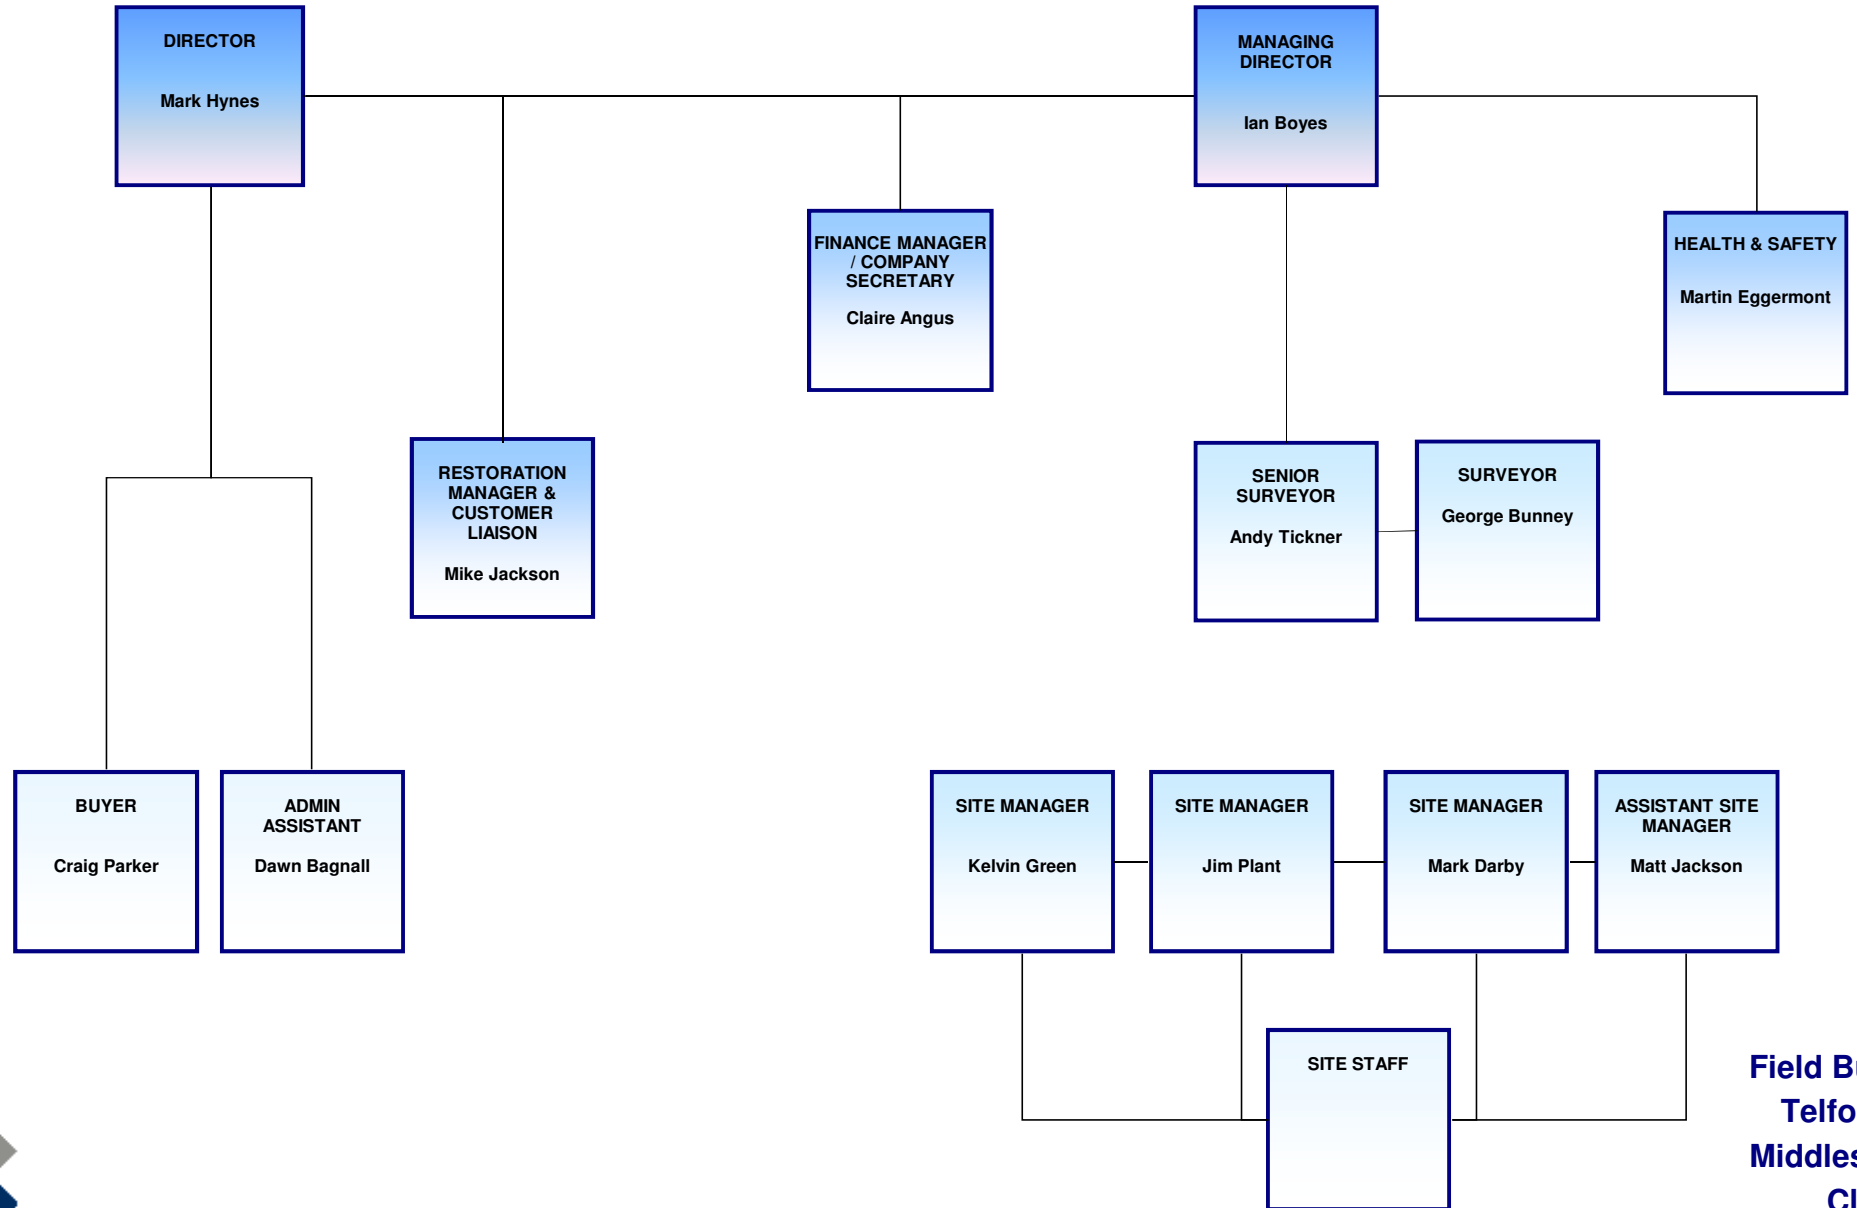 DIRECTOR
Mark Hynes
MANAGING
DIRECTOR
Ian Boyes
FINANCE MANAGER
/ COMPANY
SECRETARY
Claire Angus
HEALTH & SAFETY
Martin Eggermont
RESTORATION
MANAGER &
CUSTOMER
LIAISON
Mike Jackson
SENIOR
SURVEYOR
Andy Tickner
SURVEYOR
George Bunney
BUYER
Craig Parker
ADMIN
ASSISTANT
Dawn Bagnall
SITE MANAGER
Kelvin Green
SITE MANAGER
Jim Plant
SITE MANAGER
Mark Darby
ASSISTANT SITE
MANAGER
Matt Jackson
SITE STAFF
Field